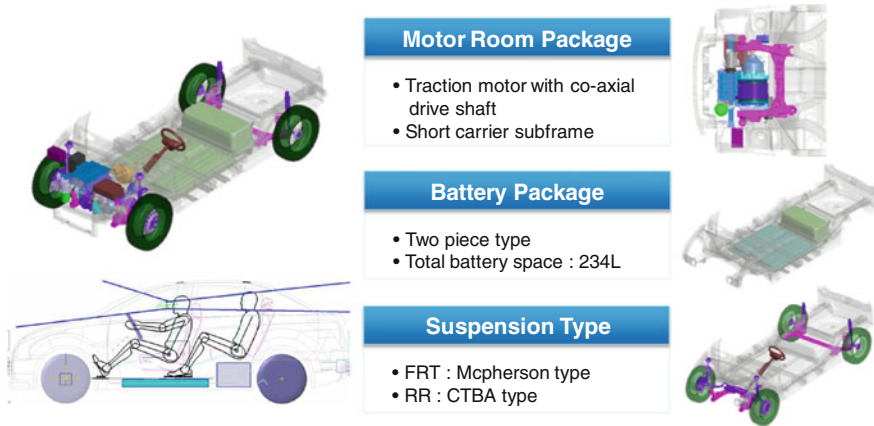 Motor Room Package
• Traction motor with co-axial
drive shaft
• Short carrier subframe
Battery Package
• Two piece type
• Total battery space : 234L
Suspension Type
• FRT : Mcpherson type
• RR : CTBA type